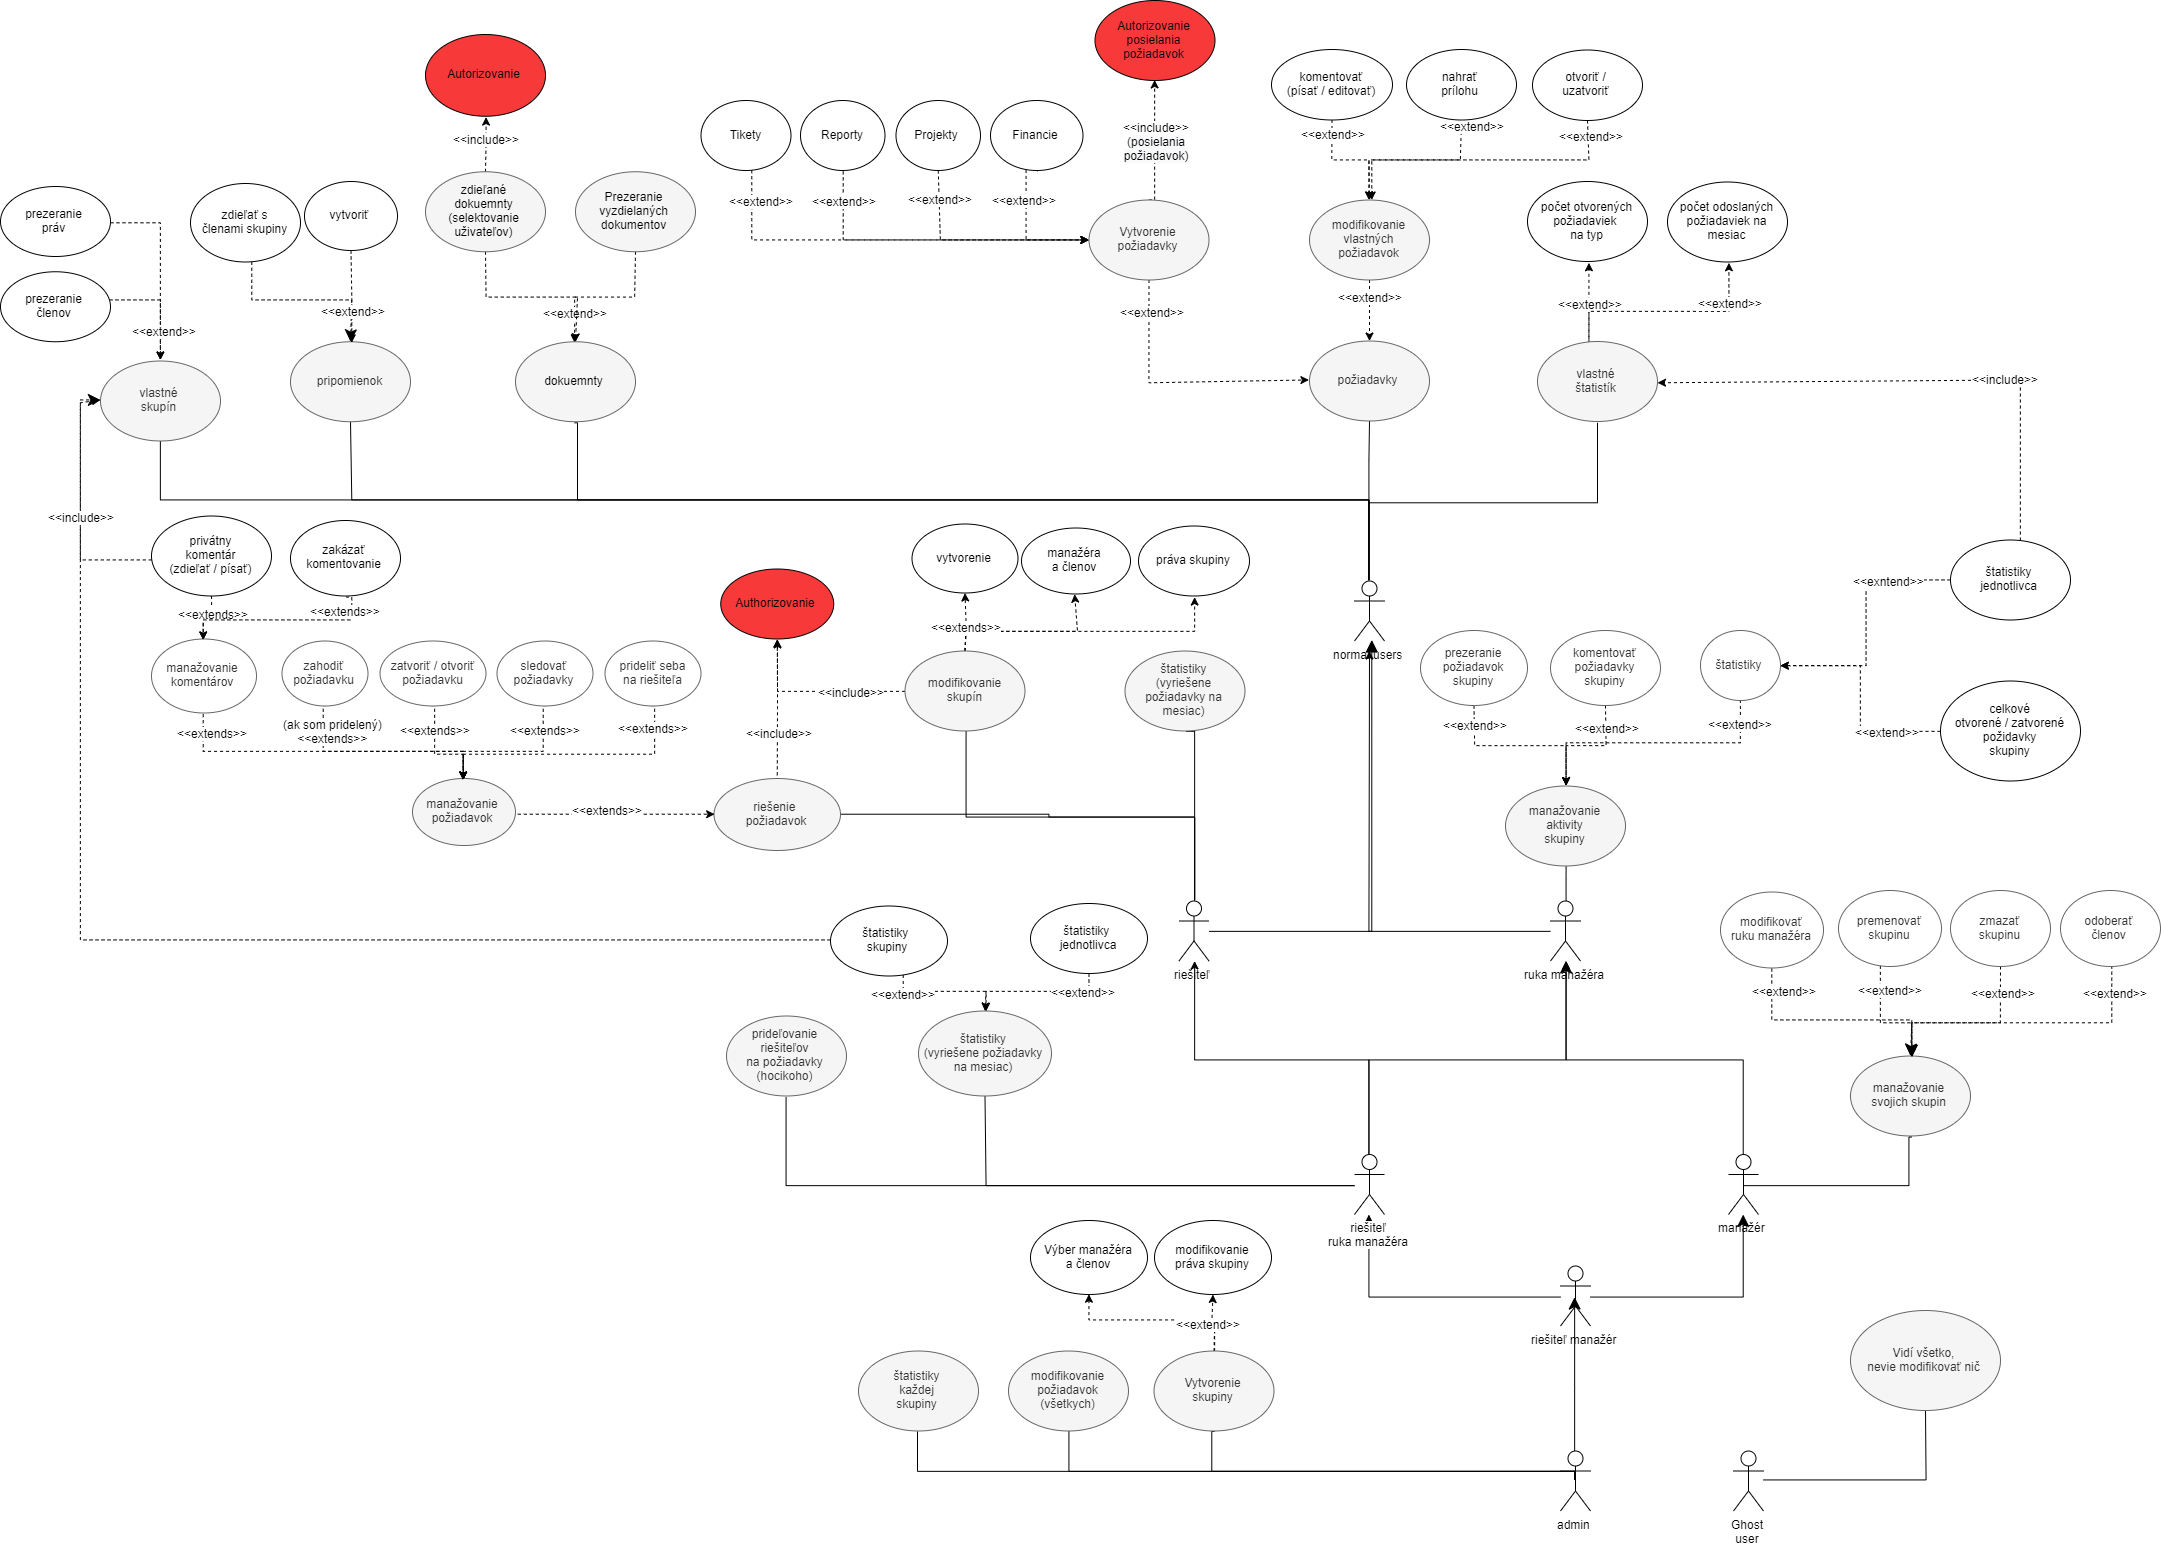 Autorizovanie
posielania
požiadavok
Autorizovanie
komentovať
(písať / editovať)
nahrať
prílohu
otvoriť /
uzatvoriť
<<include>>
Tikety
Reporty
Projekty
Financie
<<include>>
(posielania
požiadavok)
<<extend>>
<<extend>>
<<extend>>
prezeranie
práv
zdieľať s
členami skupiny
vytvoriť
zdieľané
dokuemnty
(selektovanie
uživateľov)
Prezeranie
vyzdielaných
dokumentov
<<extend>>
<<extend>>
<<extend>>
<<extend>>
Vytvorenie
požiadavky
modifikovanie
vlastných
požiadavok
počet otvorených
požiadaviek
na typ
počet odoslaných
požiadaviek na
mesiac
prezeranie
členov
<<extend>>
<<extend>>
<<extend>>
<<extend>>
<<extend>>
<<extend>>
<<extend>>
vlastné
skupín
pripomienok
dokuemnty
požiadavky
vlastné
štatistík
<<include>>
<<include>>
privátny
komentár
(zdieľať / písať)
zakázať
komentovanie
vytvorenie
manažéra
a členov
práva skupiny
štatistiky
jednotlivca
<<exntend>>
<<extends>>
<<extends>>
Authorizovanie
<<extends>>
normal users
manažovanie
komentárov
zahodiť
požiadavku
zatvoriť / otvoriť
požiadavku
sledovať
požiadavky
prideliť seba
na riešiteľa
modifikovanie
skupín
štatistiky
(vyriešene
požiadavky na
mesiac)
prezeranie
požiadavok
skupiny
komentovať
požiadavky
skupiny
štatistiky
<<include>>
celkové
otvorené / zatvorené
požidavky
skupiny
<<extends>>
(ak som pridelený)
<<extends>>
<<extends>>
<<extends>>
<<extends>>
<<include>>
<<extend>>
<<extend>>
<<extend>>
<<extend>>
manažovanie
požiadavok
<<extends>>
riešenie
požiadavok
manažovanie
aktivity
skupiny
štatistiky
skupiny
štatistiky
jednotlivca
riešiteľ
ruka manažéra
modifikovať
ruku manažéra
premenovať
skupinu
zmazať
skupinu
odoberať
členov
<<extend>>
<<extend>>
<<extend>>
<<extend>>
<<extend>>
<<extend>>
prideľovanie
riešiteľov
na požiadavky
(hocikoho)
štatistiky
(vyriešene požiadavky
na mesiac)
manažovanie
svojich skupin
riešiteľ
ruka manažéra
manažér
Výber manažéra
a členov
modifikovanie
práva skupiny
<<extend>>
riešiteľ manažér
štatistiky
každej
skupiny
modifikovanie
požiadavok
(všetkych)
Vytvorenie
skupiny
Vidí všetko,
nevie modifikovať nič
admin
Ghost
user